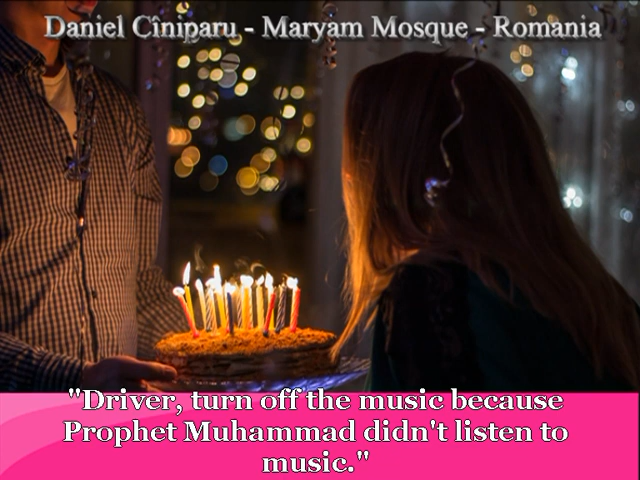 Daniel Cîniparu - Maryam Mosque - Romania
"Driver, turn off the music because
Prophet Muhammad didn't listen to
music."